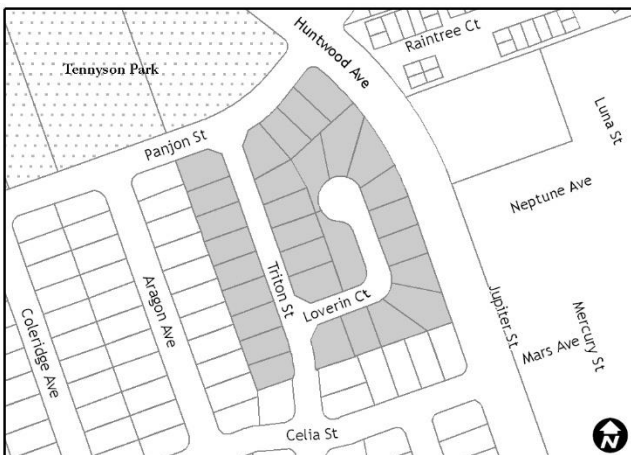 Huntwood Ave
Raintree Ct
Tennyson Park
Panjon St
Luna St
Neptune Ave
Triton St
Aragon Ave
Coleridge Ave
Loverin Ct
Jupiter St
Mercury St
Mars Ave
Celia St
N